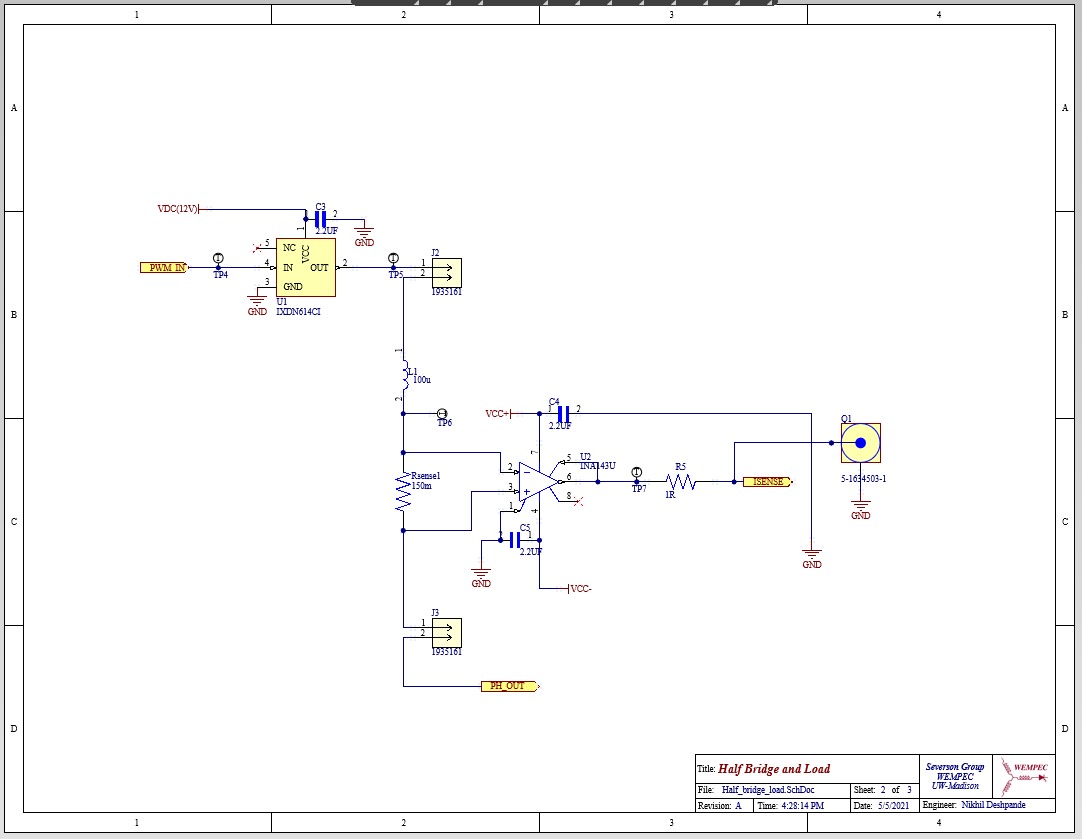 1 2 3 4
A A
VDC(12V)
C3
1 2
2.2UF
GND
1
5 NC VCC
PWM_IN TP4 4 IN OUT 2 TP5
3 GND
GND
U1
IXDN614CI
J2
1
2
1935161
B B
1
L1
100u
2
TP6
VCC+
C4
1 2
2.2UF
Q1
7
U2
INA143U
5
2
6
3
8
1
4
Rsense1
150m
TP7
R5
1R
ISENSE
5-1634503-1
GND
C C
C5
2 1
2.2UF
GND
GND
VCC-
J3
1
2
1935161
PH_OUT
D D
Title: Half Bridge and Load
File: Half_bridge_load.SchDoc Sheet: 2 of 3
Revision: A Time: 4:28:14 PM Date: 5/5/2021
Severson Group
WEMPEC
UW-Madison
WEMPEC
Engineer: Nikhil Deshpande
1 2 3 4